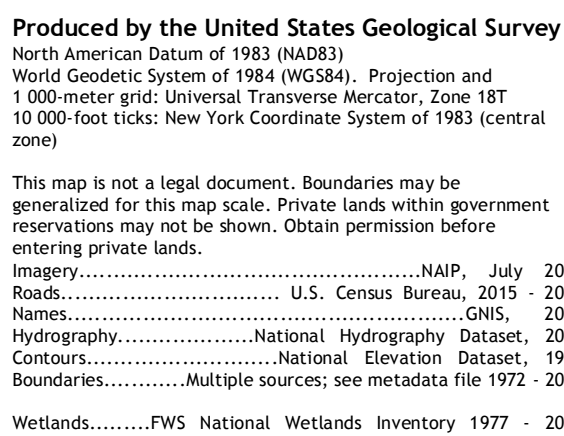 Produced by the United States Geological Survey
North American Datum of 1983 (NAD83)
World Geodetic System of 1984 (WGS84). Projection and
1 000-meter grid: Universal Transverse Mercator, Zone 18T
10 000-foot ticks: New York Coordinate System of 1983 (central
zone)
This map is not a legal document. Boundaries may be
generalized for this map scale. Private lands within government
reservations may not be shown. Obtain permission before
entering private lands.
Imagery.................................................NAIP, July 20
Roads............................... U.S. Census Bureau, 2015 - 20
Names.........................................................GNIS, 20
Hydrography....................National Hydrography Dataset, 20
Contours............................National Elevation Dataset, 19
Boundaries............Multiple sources; see metadata file 1972 - 20
Wetlands.........FWS National Wetlands Inventory 1977 - 20